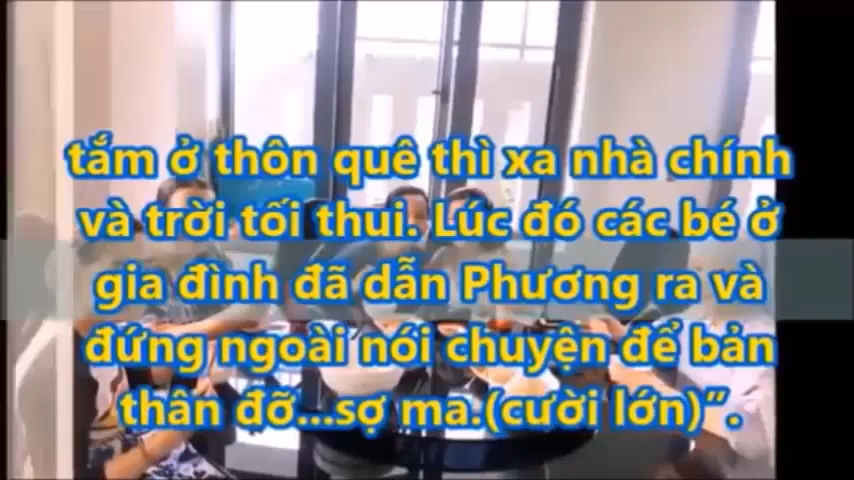 tắm ở thôn quê thì xa nhà chính
và trời tối thui. Lúc đó các bé ở
gia đình đã dẫn Phương ra và
đứng ngoài nói chuyện để bản
thân đỡ...sợ ma.(cười lớn)”.